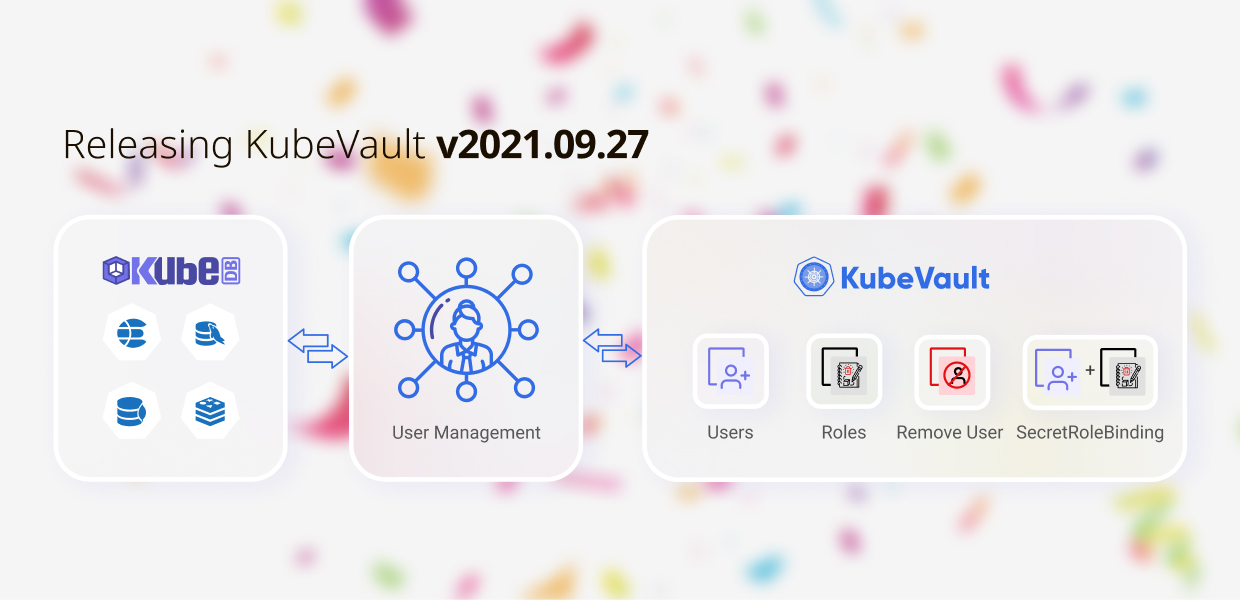 Releasing KubeVault v2021.09.27
KubeDB
User Management
KubeVault
+
Users
Roles
Remove User
SecretRoleBinding